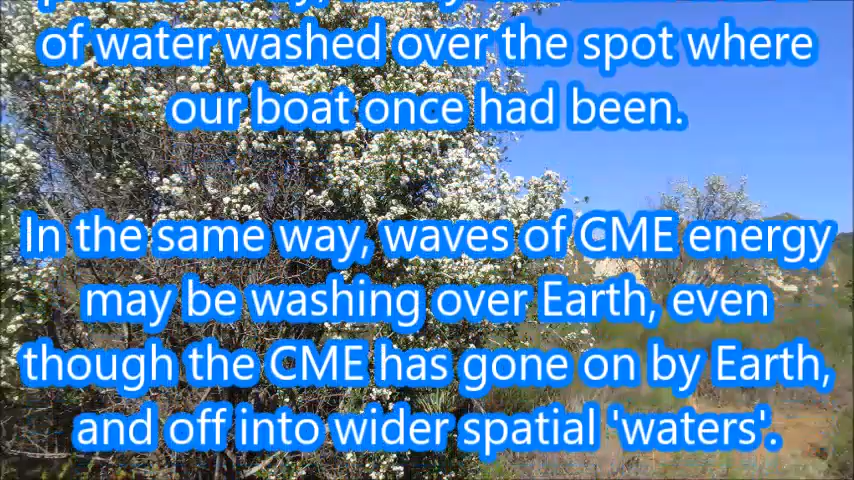 of water washed over the spot where
our boat once had been.
In the same way, waves of CME energy
may be washing over Earth, even
though the CME has gone on by Earth,
and off into wider spatial 'waters'.